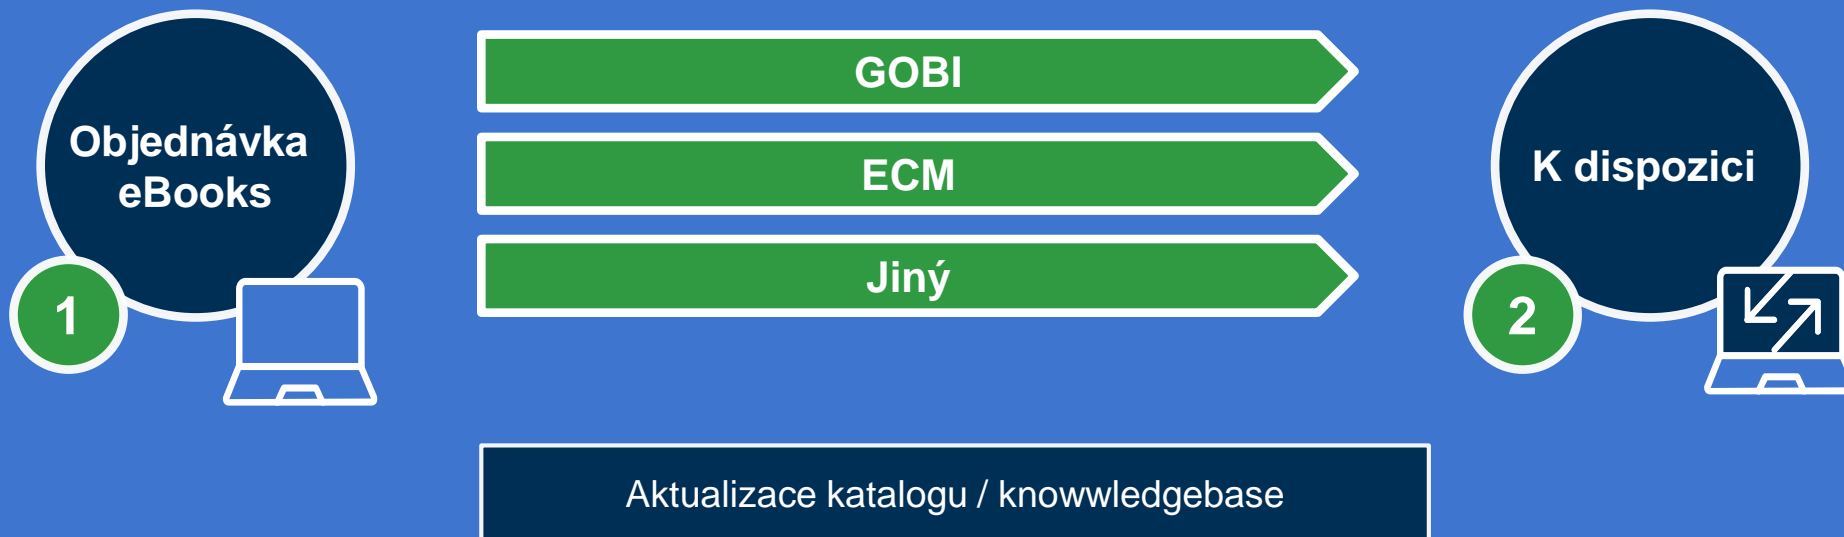 Objednávka
eBooks
1
GOBI
ECM
Jiný
K dispozici
2
Aktualizace katalogu / knowwledgebase